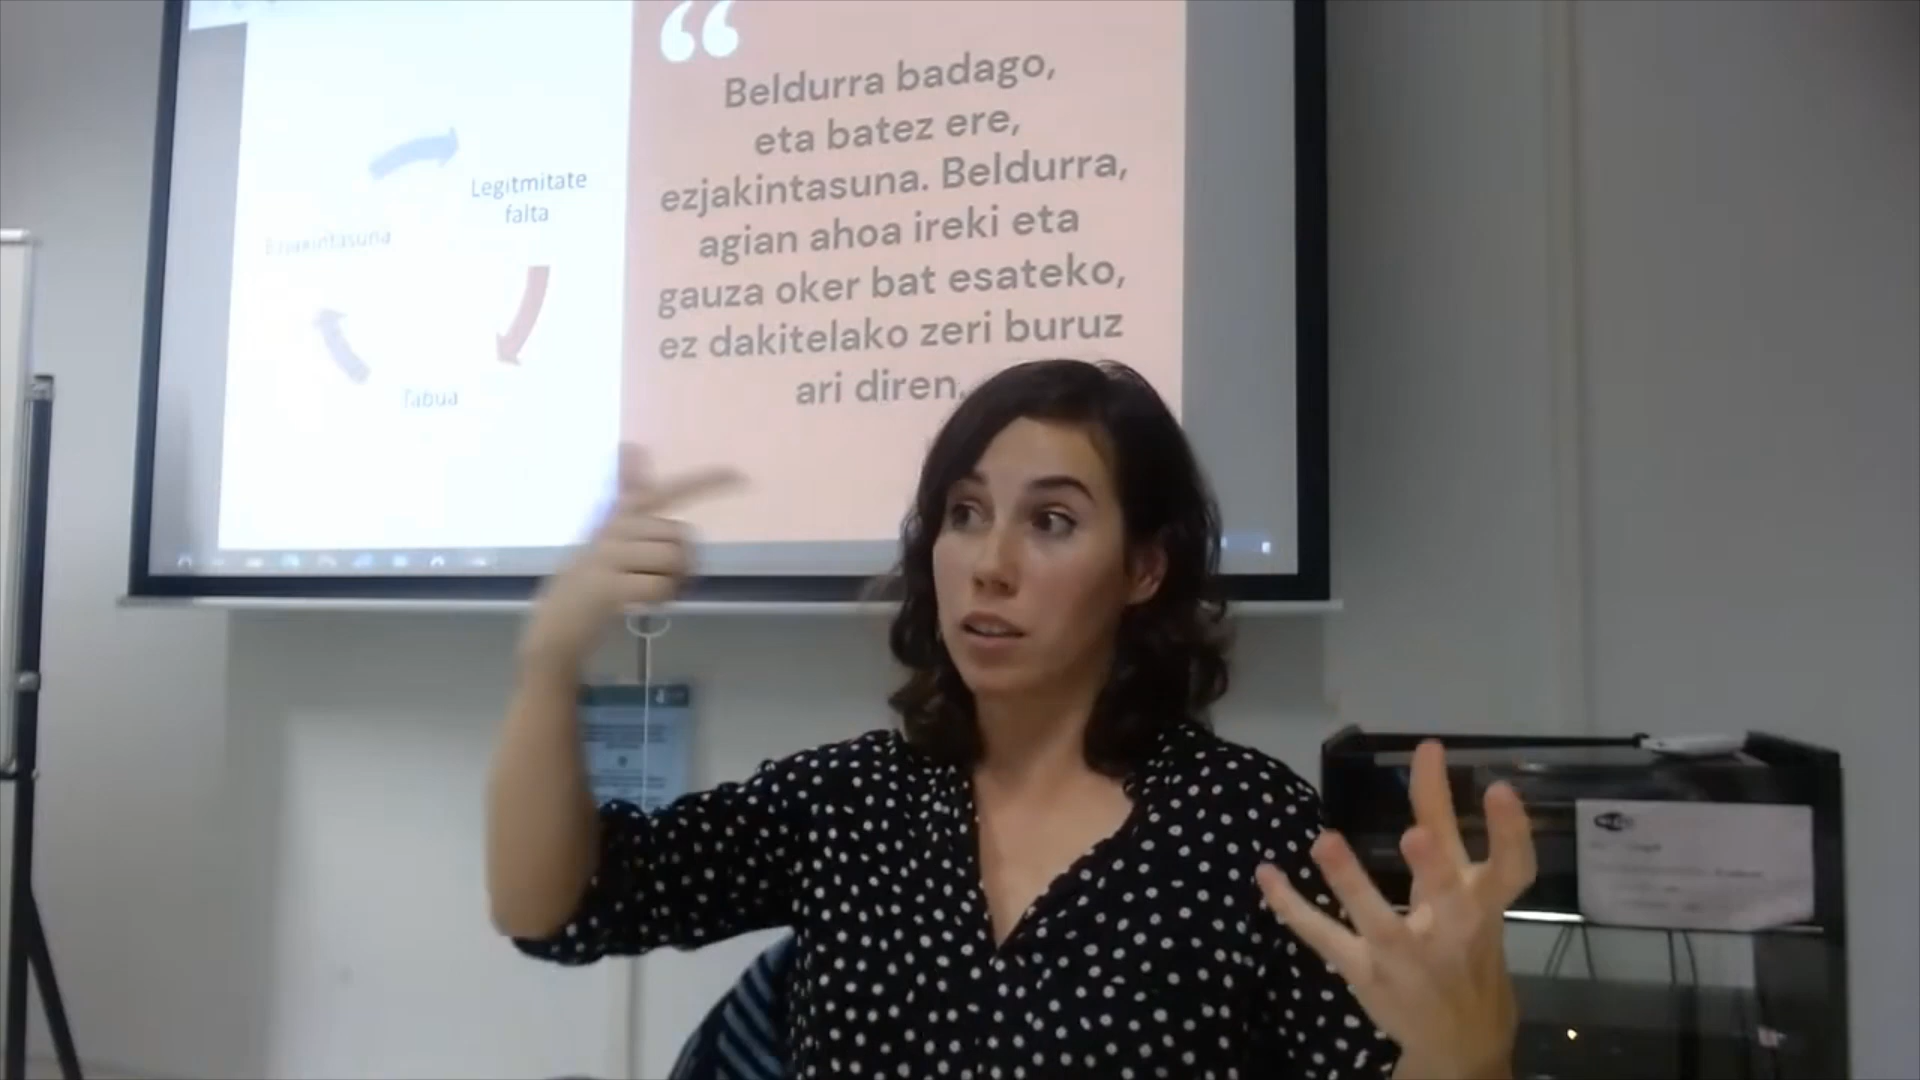 “
Beldurra badago,
eta batez ere,
ezjakintasuna. Beldurra,
agian ahoa ireki eta
gauza oker bat esateko,
ez dakitelako zeri buruz
ari diren.
Legitmitate
falta
Ezjakintasuna
Tabua